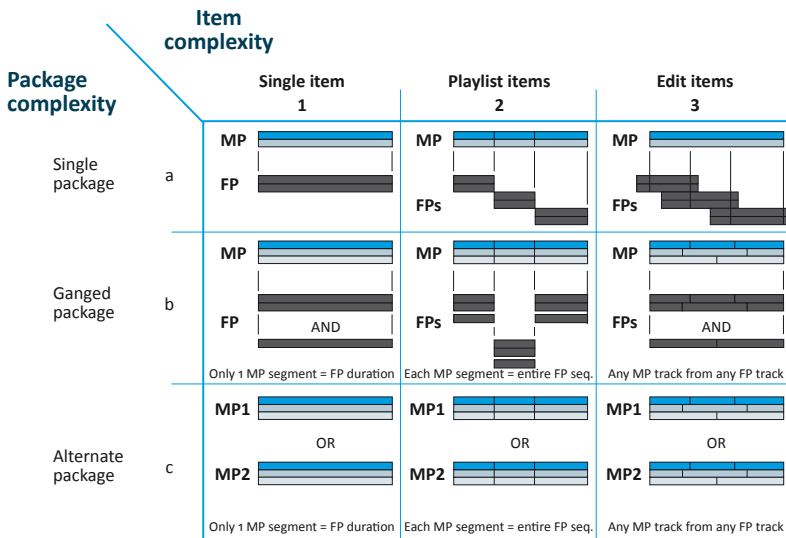 Item
complexity
Package
complexity
Single item
Playlist items
Edit items
1
2
3
Single
package
a
MP
FP
MP
FPs
MP
FPs
Ganged
package
b
MP
FP
AND
Only 1 MP segment = FP duration
MP
FPs
Each MP segment = entire FP seq.
MP
FPs
AND
Any MP track from any FP track
Alternate
package
c
MP1
OR
MP2
Only 1 MP segment = FP duration
MP1
OR
MP2
Each MP segment = entire FP seq.
MP1
OR
MP2
Any MP track from any FP track